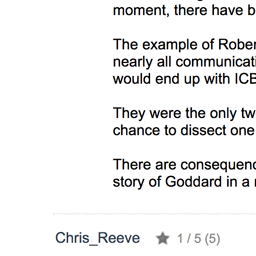 moment, there have b
The example of Rober
nearly all communicati
would end up with ICB
They were the only tw
chance to dissect one
There are consequenc
story of Goddard in a
Chris_Reeve ★ 1 / 5 (5)